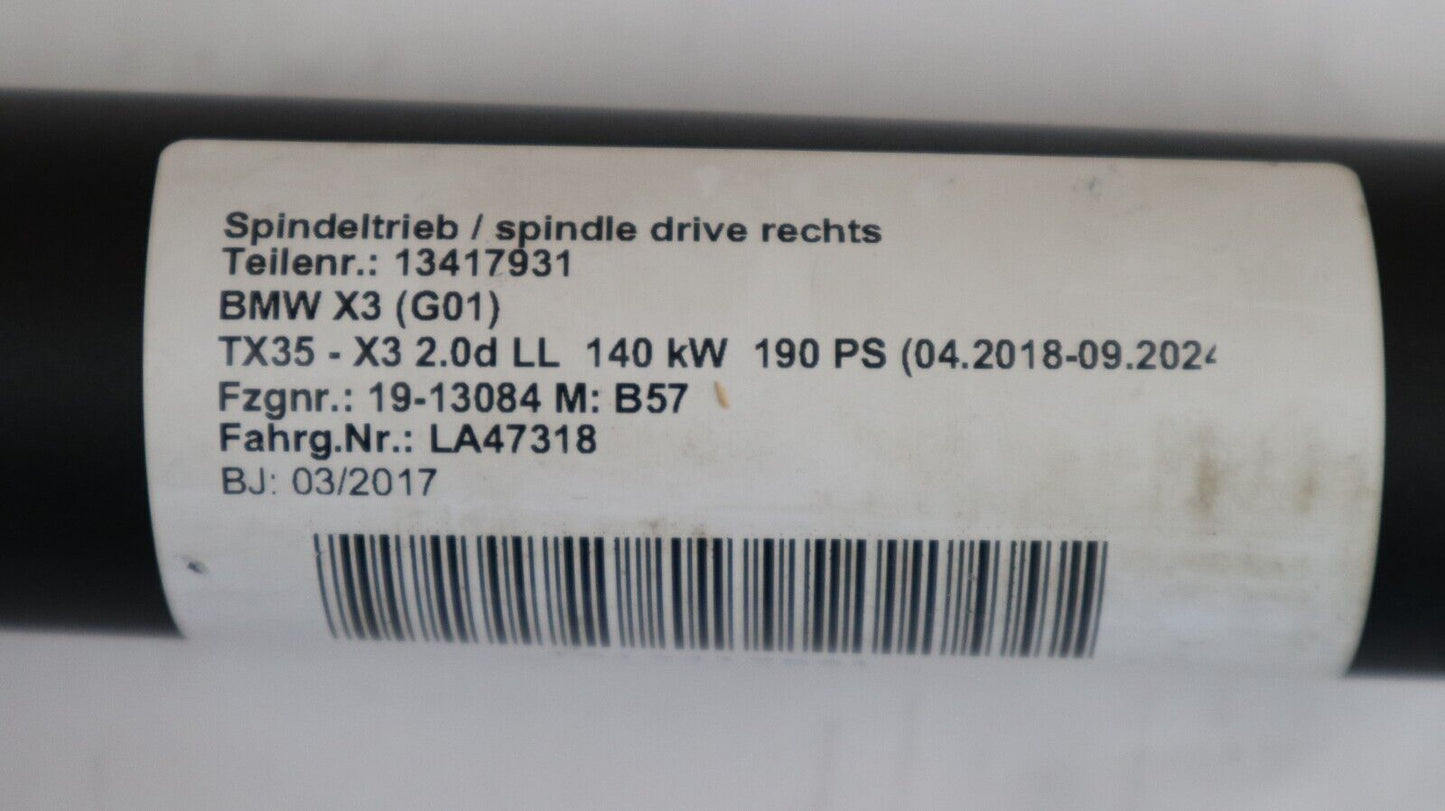 Spindeltrieb / spindle drive rechts
Teilenr.: 13417931
BMW X3 (G01)
TX35 - X3 2.0d LL 140 kW 190 PS (04.2018-09.2024
Fzgnr.: 19-13084 M: B57
Fahrg.Nr.: LA47318
BJ: 03/2017